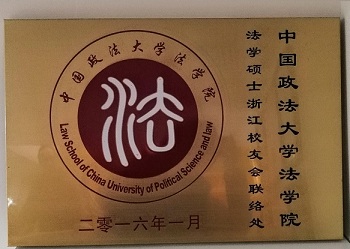 中国政法大学法学院
法学硕士浙江校友会联络处
中国政法大学法学院
法
Law School of China University of Political Science and law
二零一六年一月